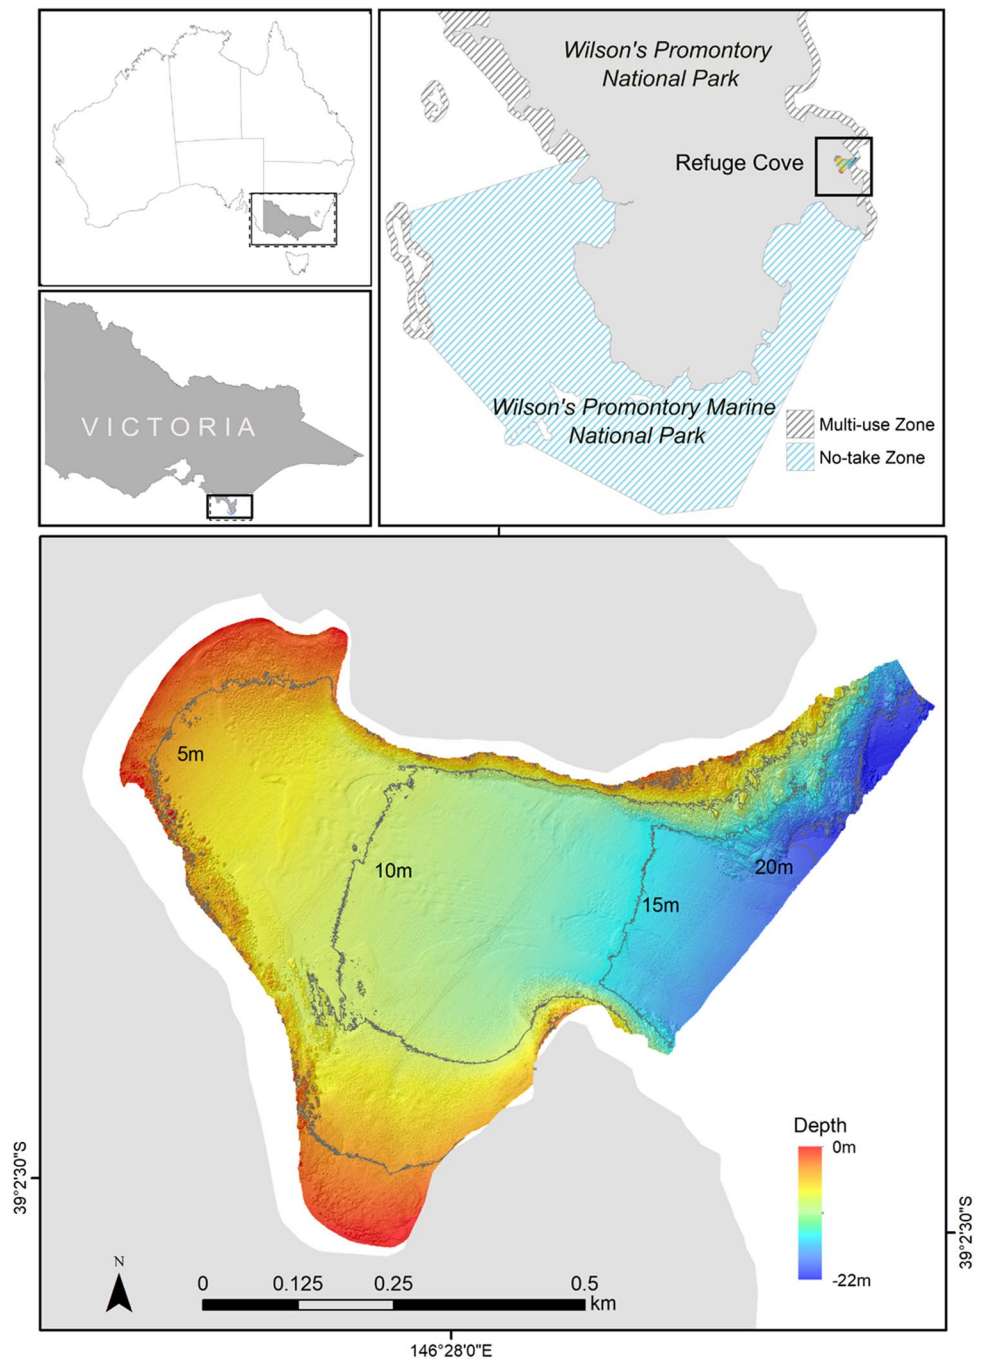 Wilson's Promontory
National Park
Refuge Cove
VICTORIA
Wilson's Promontory Marine
National Park
Multi-use Zone
No-take Zone
5m
10m
15m
20m
Depth
0m
-22m
N
0 0.125 0.25 0.5
km
39°2'30"S
39°2'30"S
146°28'0"E